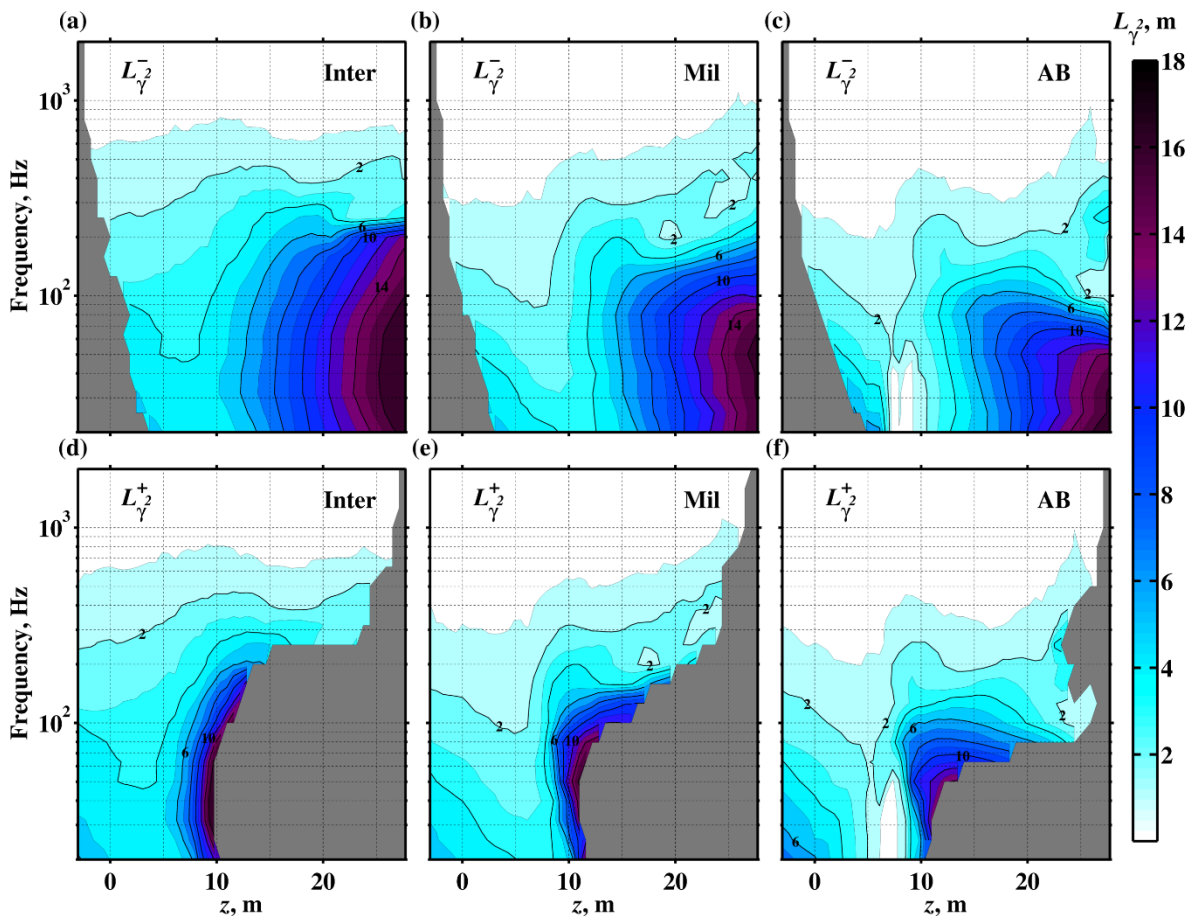 (a) (b) (c) L_γ², m
L⁻_γ² Inter L⁻_γ² Mil L⁻_γ² AB
18
16
14
12
10
8
6
4
2
Frequency, Hz
10³
10²
2 6 10 14
2 2 6 10 14
2 2 2 6 10
(d) (e) (f)
L⁺_γ² Inter L⁺_γ² Mil L⁺_γ² AB
Frequency, Hz
10³
10²
2 6 10
2 2 2 6 10
2 2 2 6 10 6
0 10 20 0 10 20 0 10 20
z, m z, m z, m